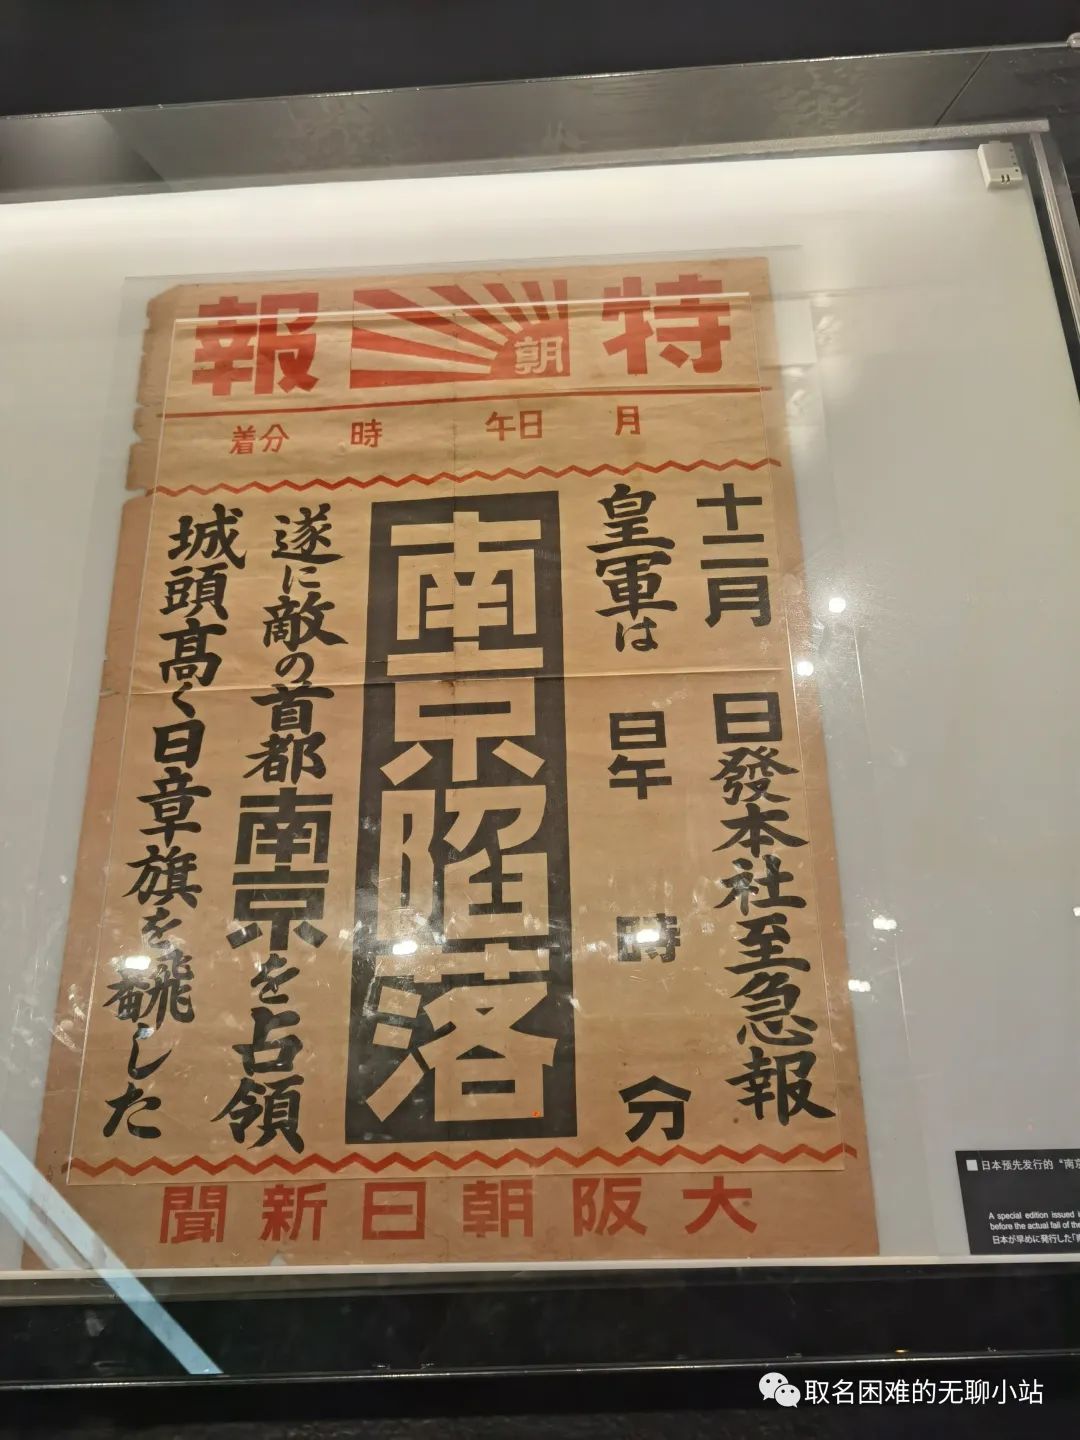 特 朝 報
月 日午 時 分着
十二月 日發本社至急報
皇軍は 日午 時 分
南京陥落
遂に敵の首都南京を占領
城頭高く日章旗を飜した
大阪朝日新聞
日本预先发行的“南京
A special edition issued
before the actual fall of the
日本が早めに発行した「
取名困难的无聊小站